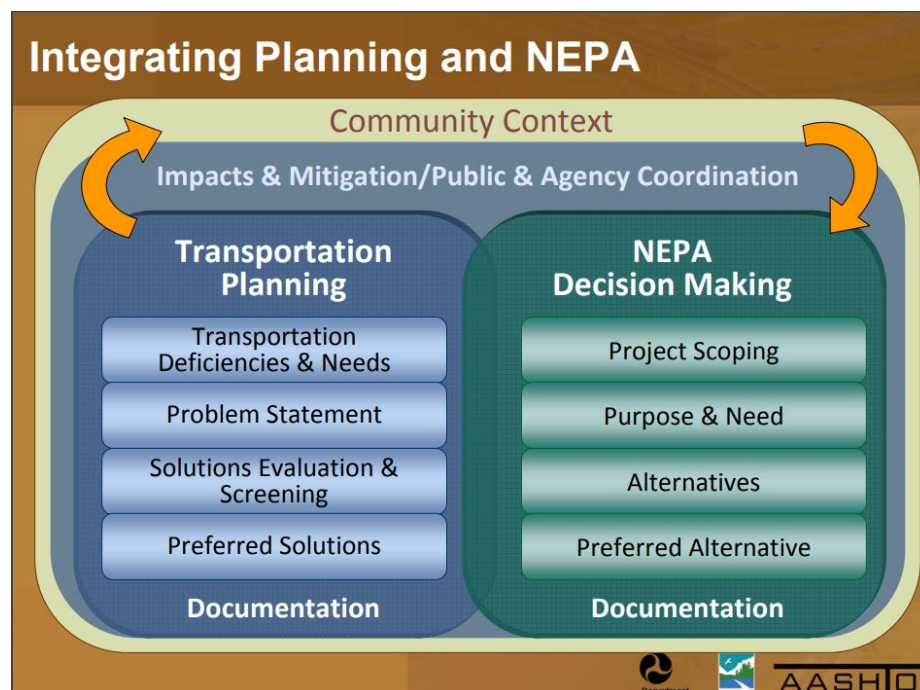 Integrating Planning and NEPA
Community Context
Impacts & Mitigation/Public & Agency Coordination
Transportation
Planning
Transportation
Deficiencies & Needs
Problem Statement
Solutions Evaluation &
Screening
Preferred Solutions
Documentation
NEPA
Decision Making
Project Scoping
Purpose & Need
Alternatives
Preferred Alternative
Documentation
AASHTO